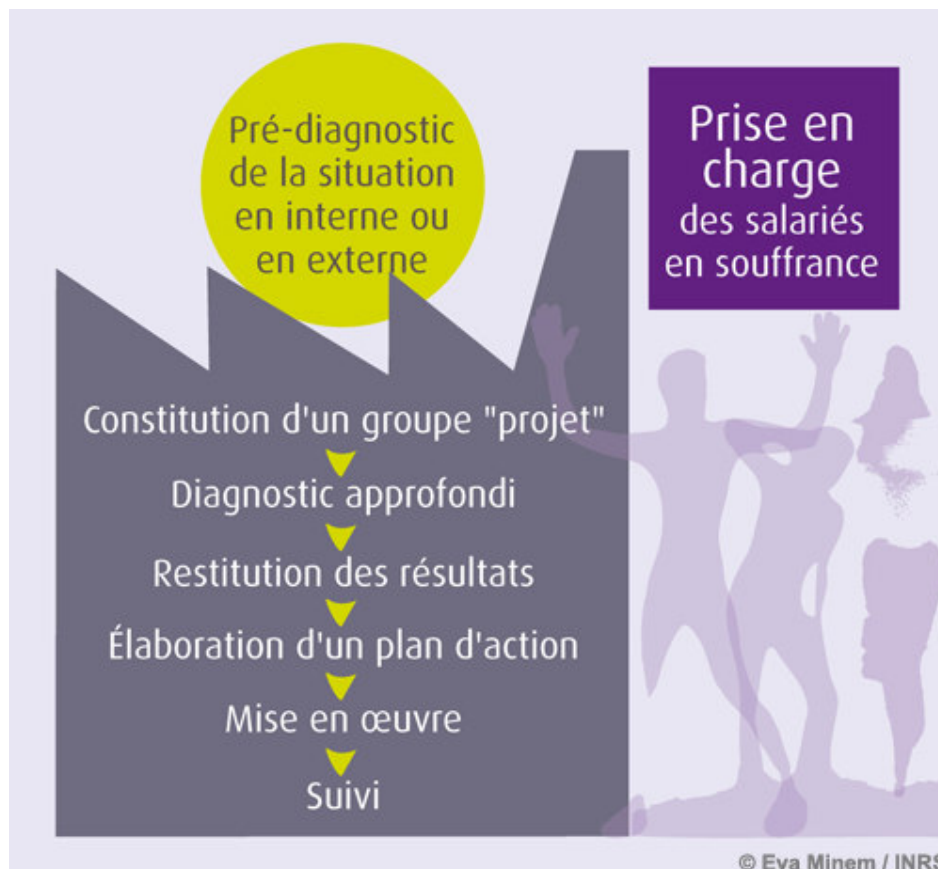 Pré-diagnostic
de la situation
en interne ou
en externe
Prise en
charge
des salariés
en souffrance
Constitution d'un groupe "projet"
Diagnostic approfondi
Restitution des résultats
Élaboration d'un plan d'action
Mise en œuvre
Suivi
© Eva Minem / INRS